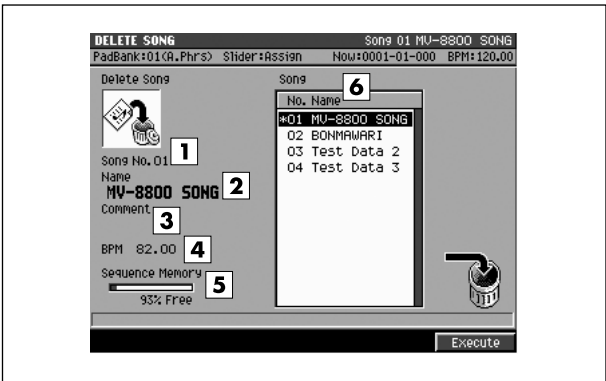 DELETE SONG Song 01 MV-8800 SONG
PadBank:01(A.Phrs) Slider:Assign Now:0001-01-000 BPM:120.00
Delete Song
Song No.01 1
Name
MV-8800 SONG 2
Comment 3
BPM 82.00 4
Sequence Memory 5
93% Free
Song
No. Name 6
*01 MV-8800 SONG
02 BONMAWARI
03 Test Data 2
04 Test Data 3
Execute